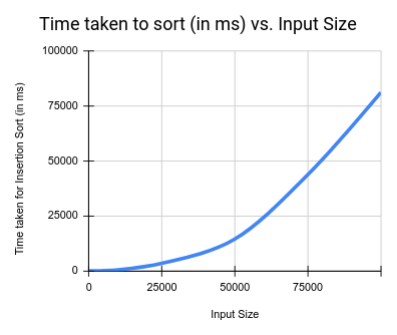 Time taken to sort (in ms) vs. Input Size
Time taken for Insertion Sort (in ms)
100000
75000
50000
25000
0
0 25000 50000 75000
Input Size